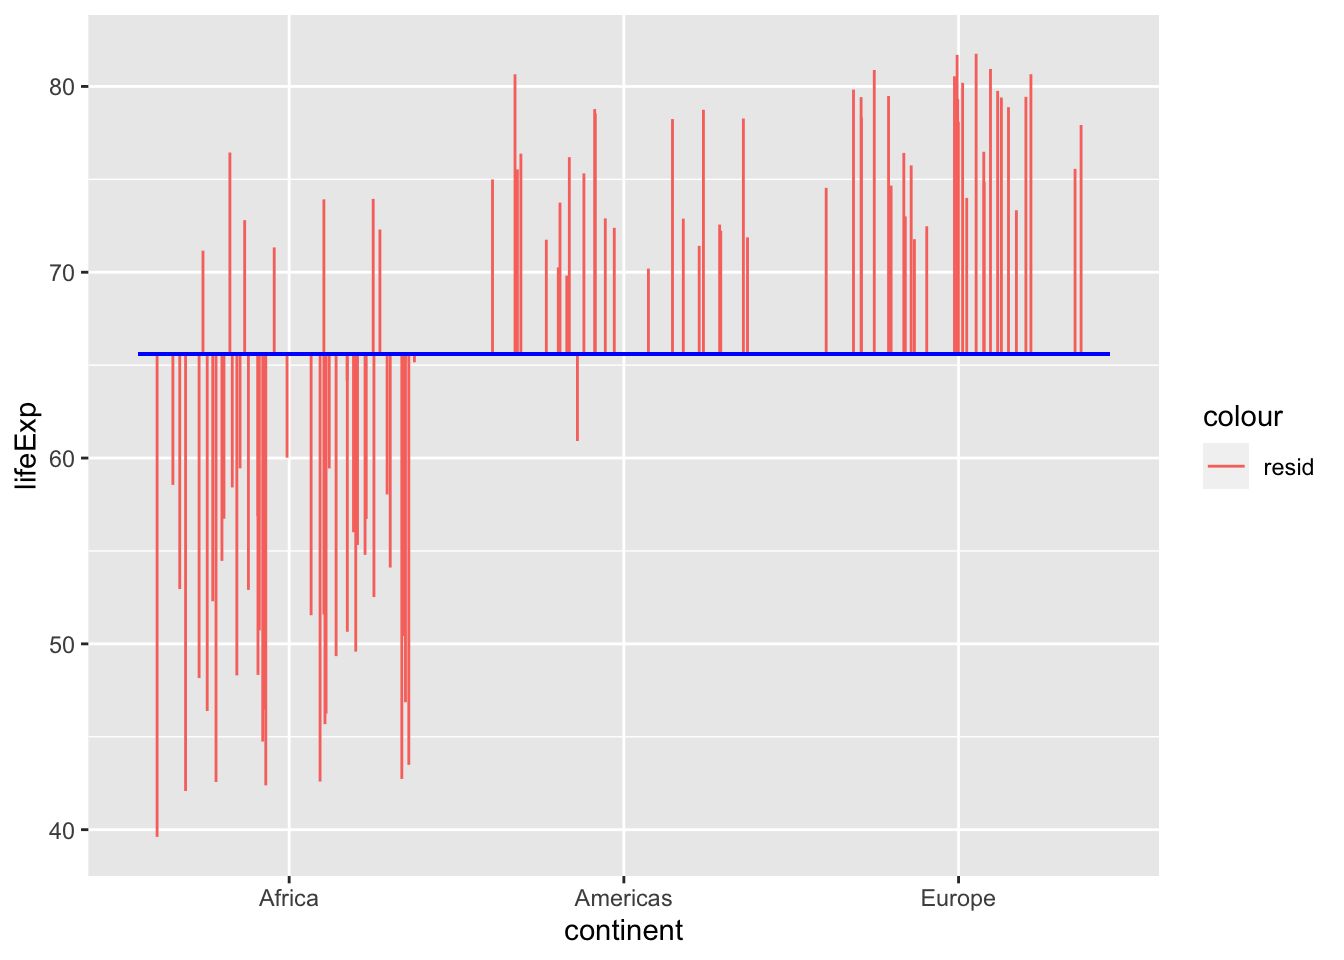 80
70
60
50
40
lifeExp
Africa
Americas
Europe
continent
colour
resid